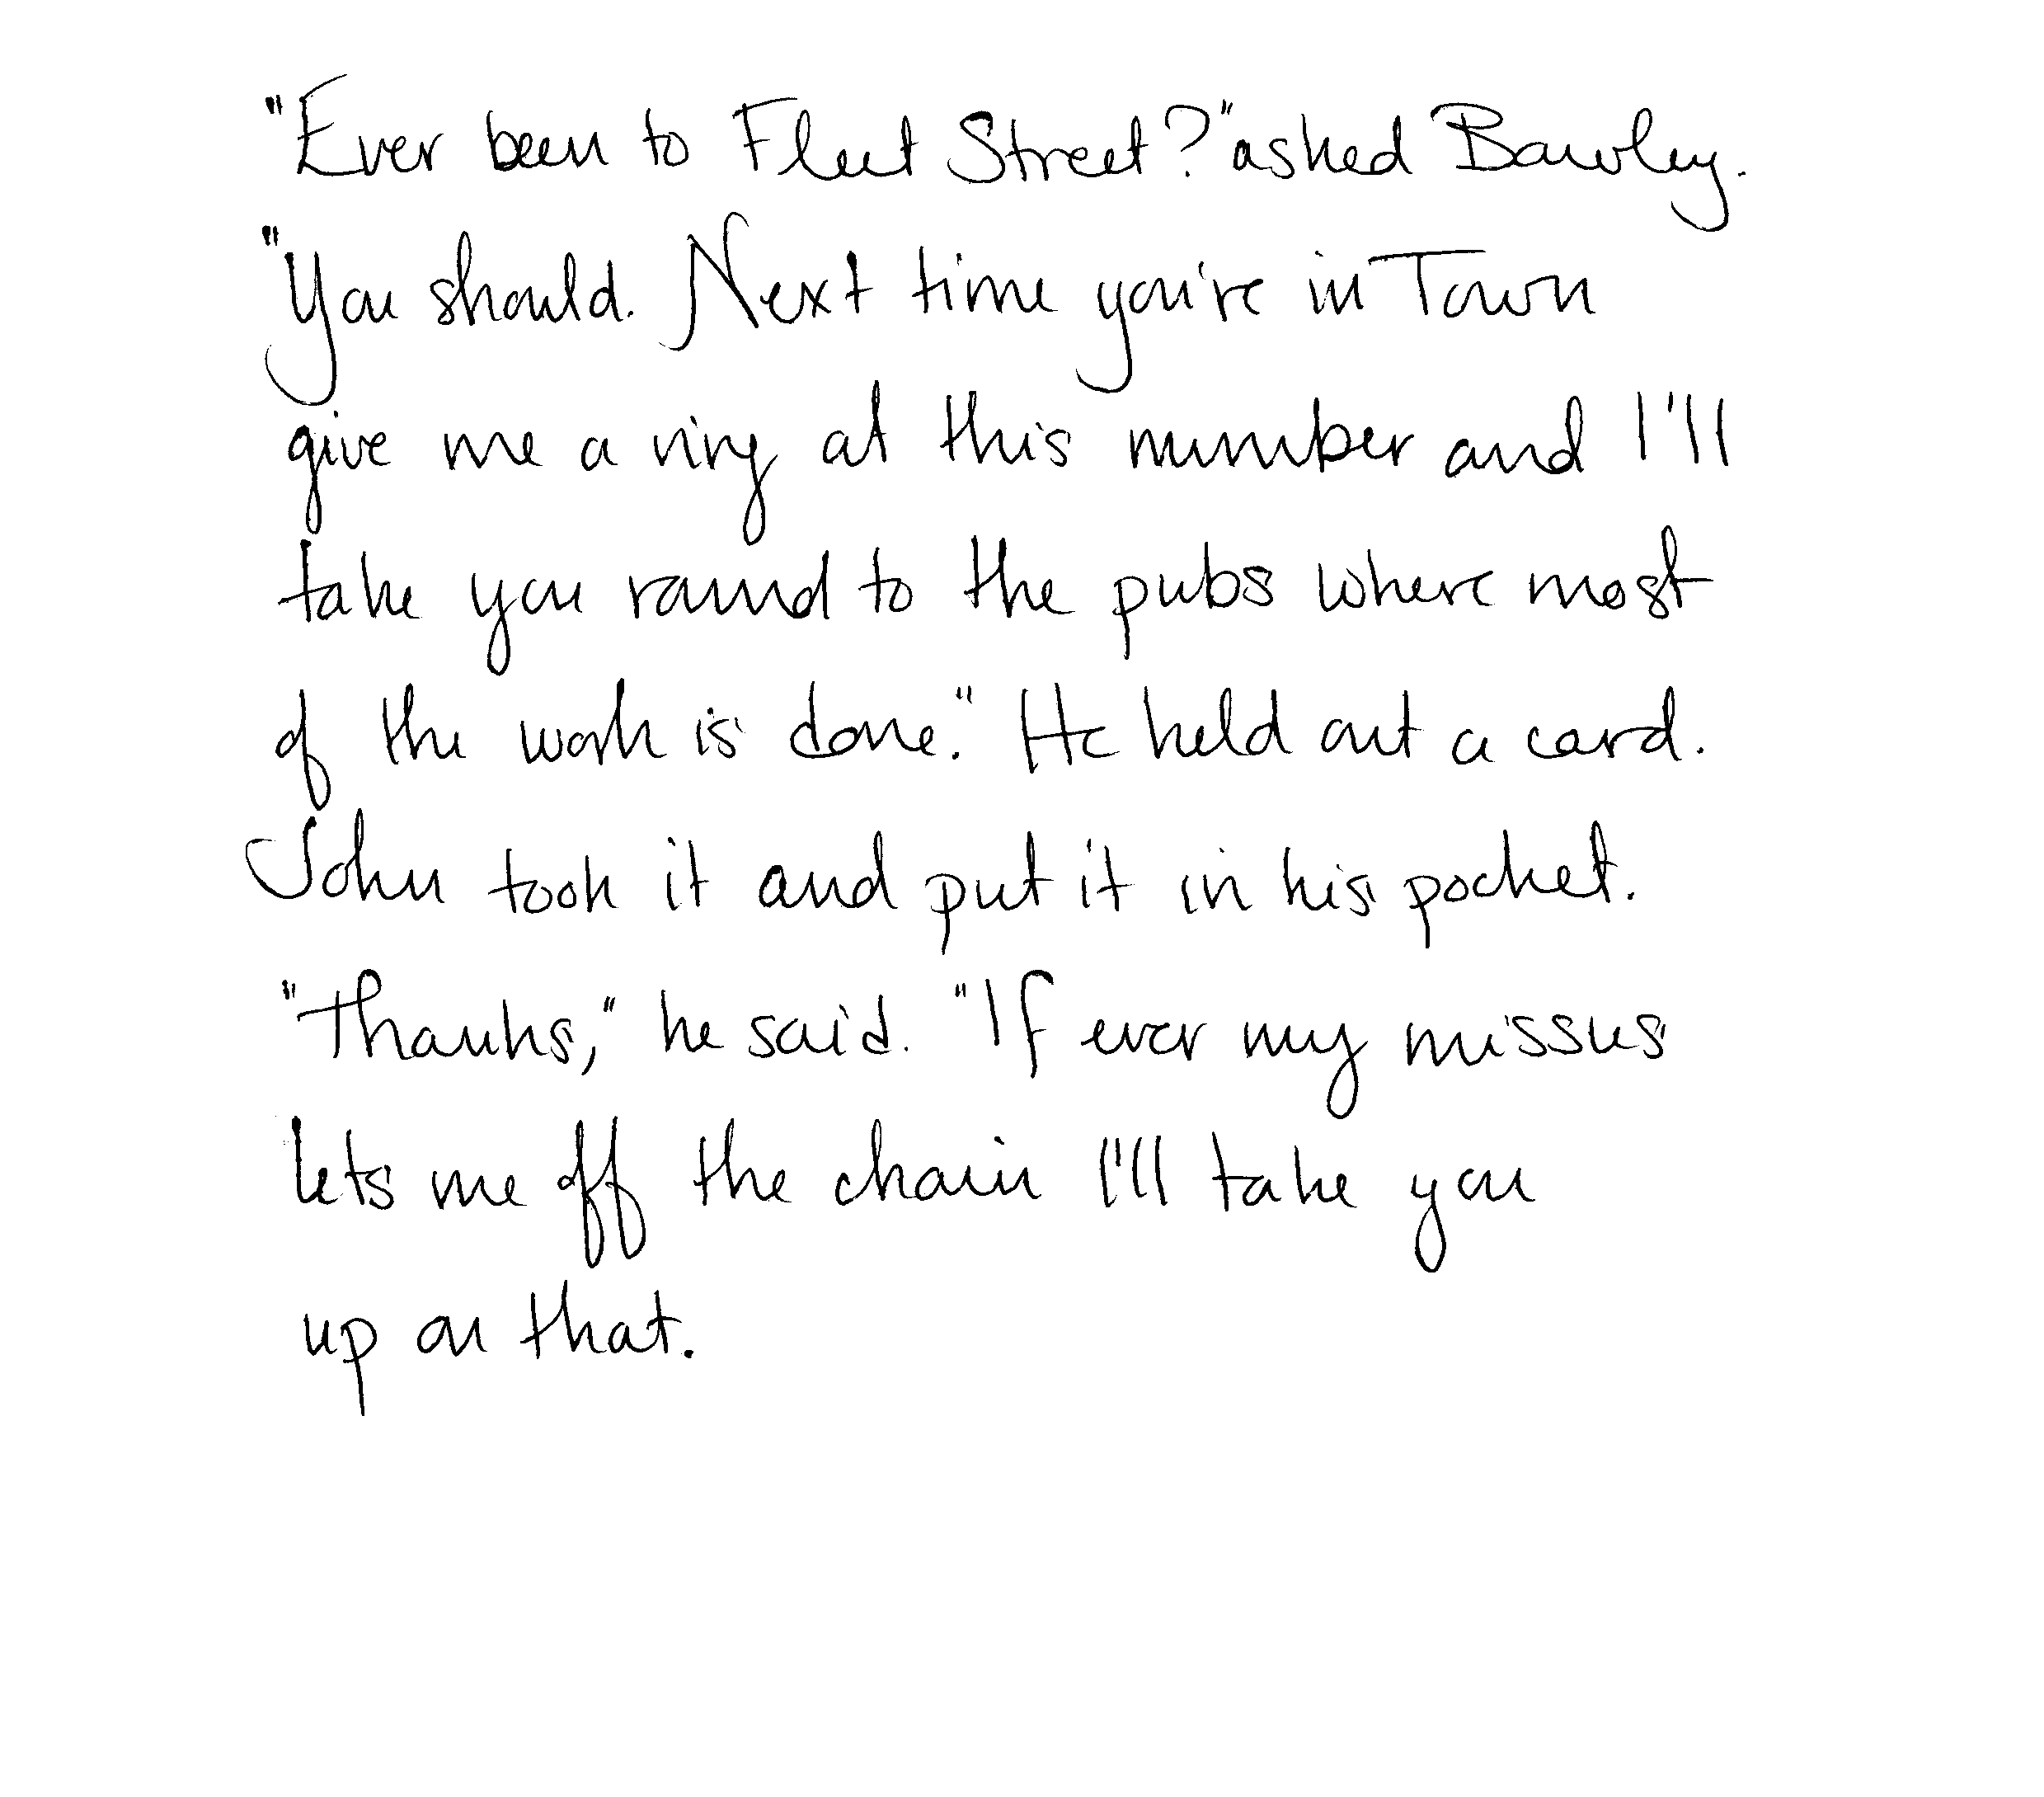 "Ever been to Fleet Street?" asked Bawley.
"You should. Next time you're in Town
give me a ring at this number and I'll
take you round to the pubs where most
of the work is done." He held out a card.
John took it and put it in his pocket.
"Thanks," he said. "If ever my missus
lets me off the chain I'll take you
up on that.